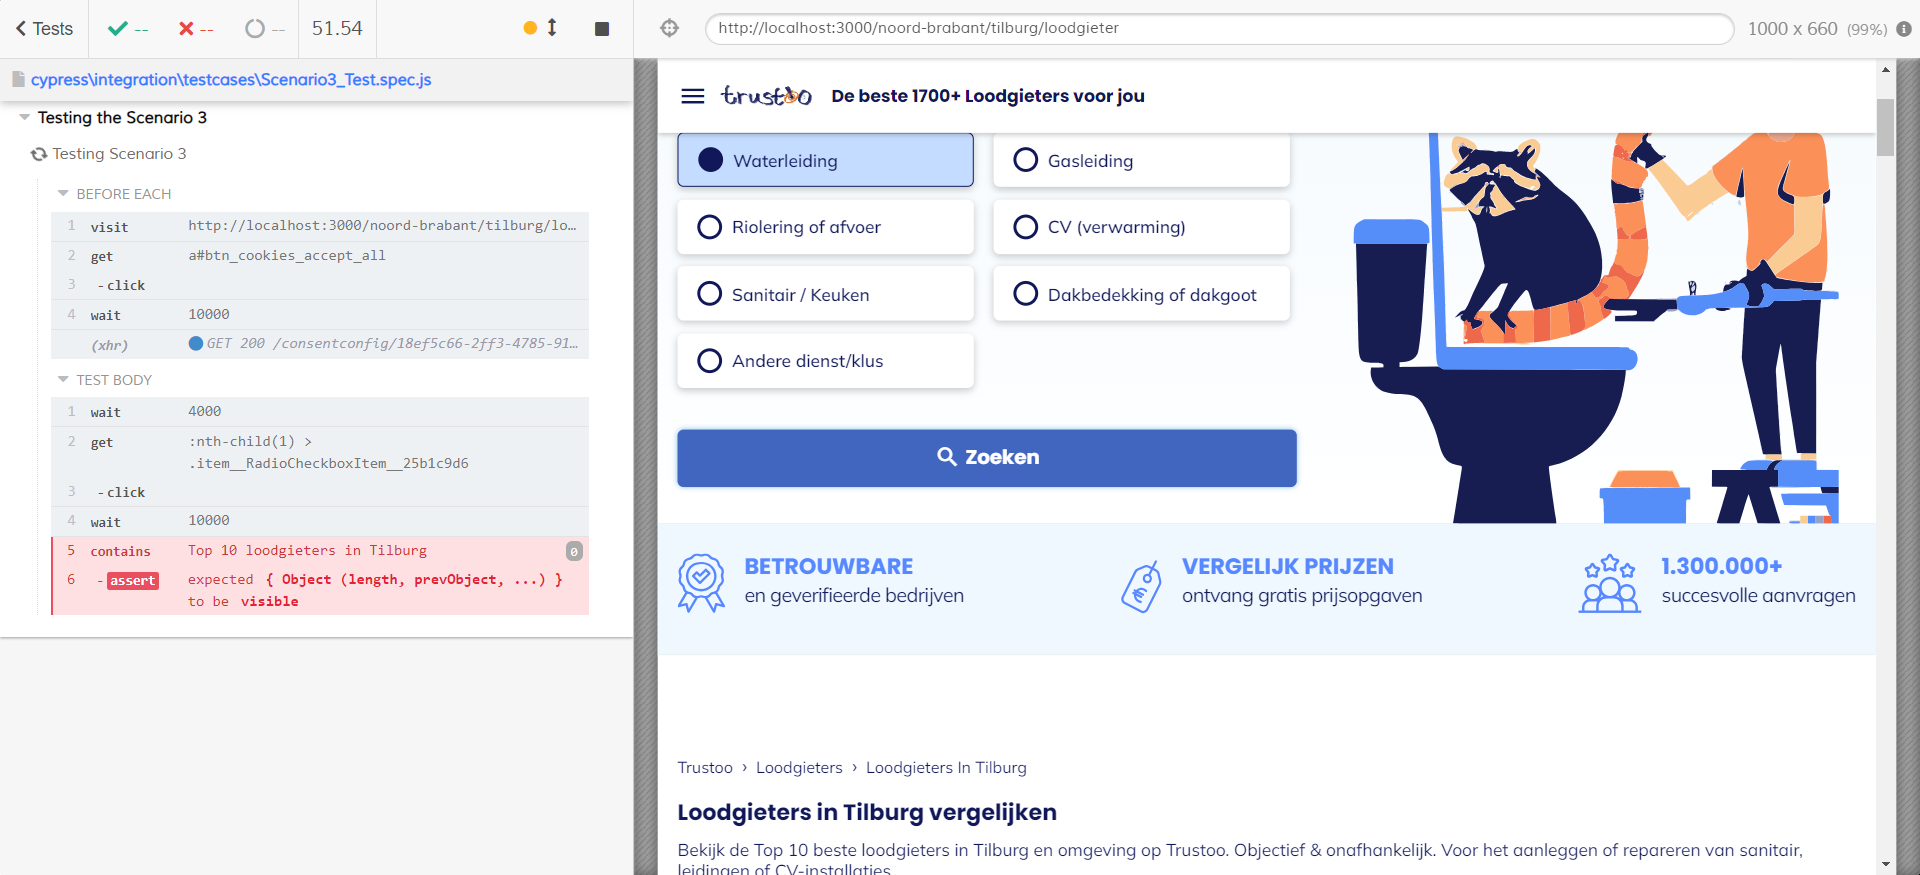 Tests
--
--
--
51.54
http://localhost:3000/noord-brabant/tilburg/loodgieter
1000 x 660 (99%)
cypress\integration\testcases\Scenario3_Test.spec.js
Testing the Scenario 3
Testing Scenario 3
BEFORE EACH
1 visit http://localhost:3000/noord-brabant/tilburg/lo…
2 get a#btn_cookies_accept_all
3 -click
4 wait 10000
(xhr) GET 200 /consentconfig/18ef5c66-2ff3-4785-91…
TEST BODY
1 wait 4000
2 get :nth-child(1) >
.item__RadioCheckboxItem__25b1c9d6
3 -click
4 wait 10000
5 contains Top 10 loodgieters in Tilburg 0
6 -assert expected { Object (length, prevObject, ...) }
to be visible
trustoo De beste 1700+ Loodgieters voor jou
Waterleiding
Gasleiding
Riolering of afvoer
CV (verwarming)
Sanitair / Keuken
Dakbedekking of dakgoot
Andere dienst/klus
Zoeken
BETROUWBARE
en geverifieerde bedrijven
VERGELIJK PRIJZEN
ontvang gratis prijsopgaven
1.300.000+
succesvolle aanvragen
Trustoo › Loodgieters › Loodgieters In Tilburg
Loodgieters in Tilburg vergelijken
Bekijk de Top 10 beste loodgieters in Tilburg en omgeving op Trustoo. Objectief & onafhankelijk. Voor het aanleggen of repareren van sanitair,
leidingen of CV-installaties